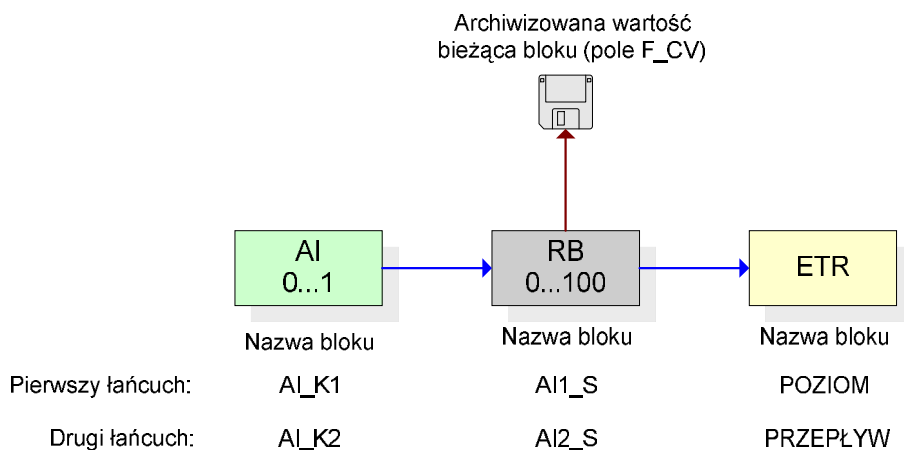 Archiwizowana wartość
bieżąca bloku (pole F_CV)
AI
0...1
RB
0...100
ETR
Nazwa bloku
Nazwa bloku
Nazwa bloku
Pierwszy łańcuch:
AI_K1
AI1_S
POZIOM
Drugi łańcuch:
AI_K2
AI2_S
PRZEPŁYW